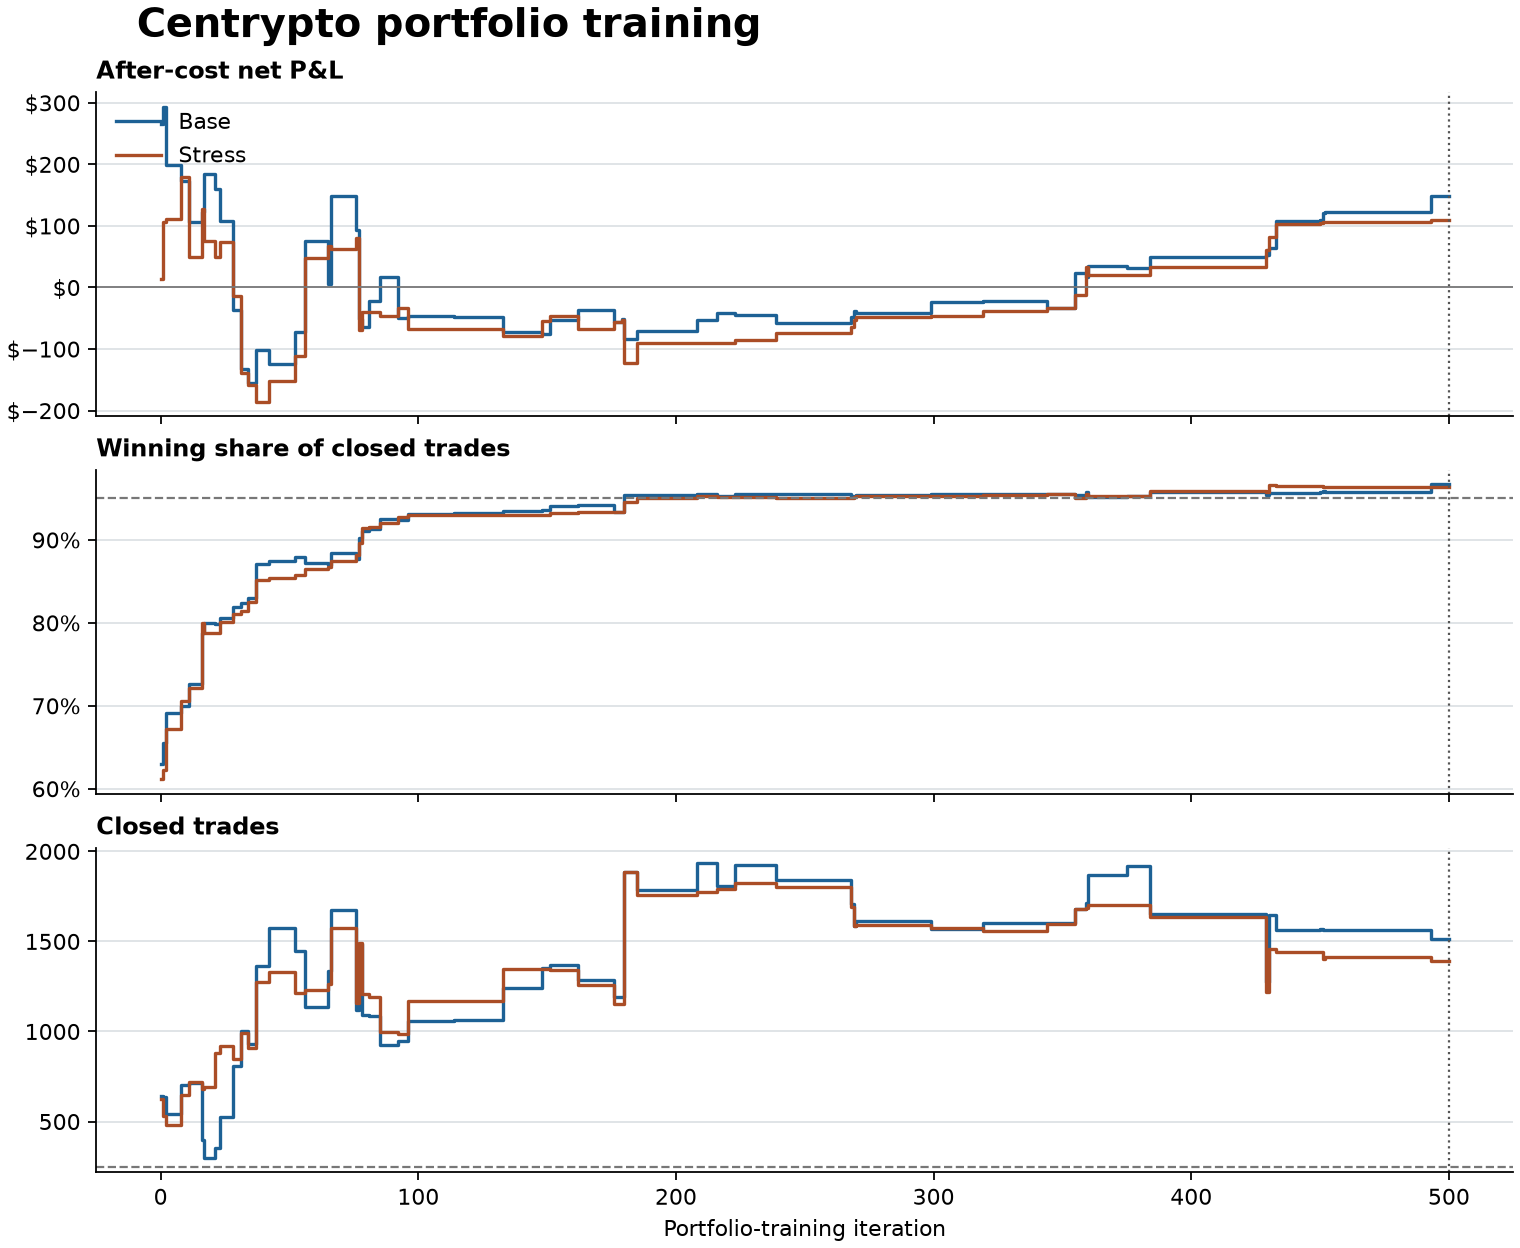 Centrypto portfolio training
After-cost net P&L
$300
$200
$100
$0
$−100
$−200
Base
Stress
Winning share of closed trades
90%
80%
70%
60%
Closed trades
2000
1500
1000
500
0 100 200 300 400 500
Portfolio-training iteration